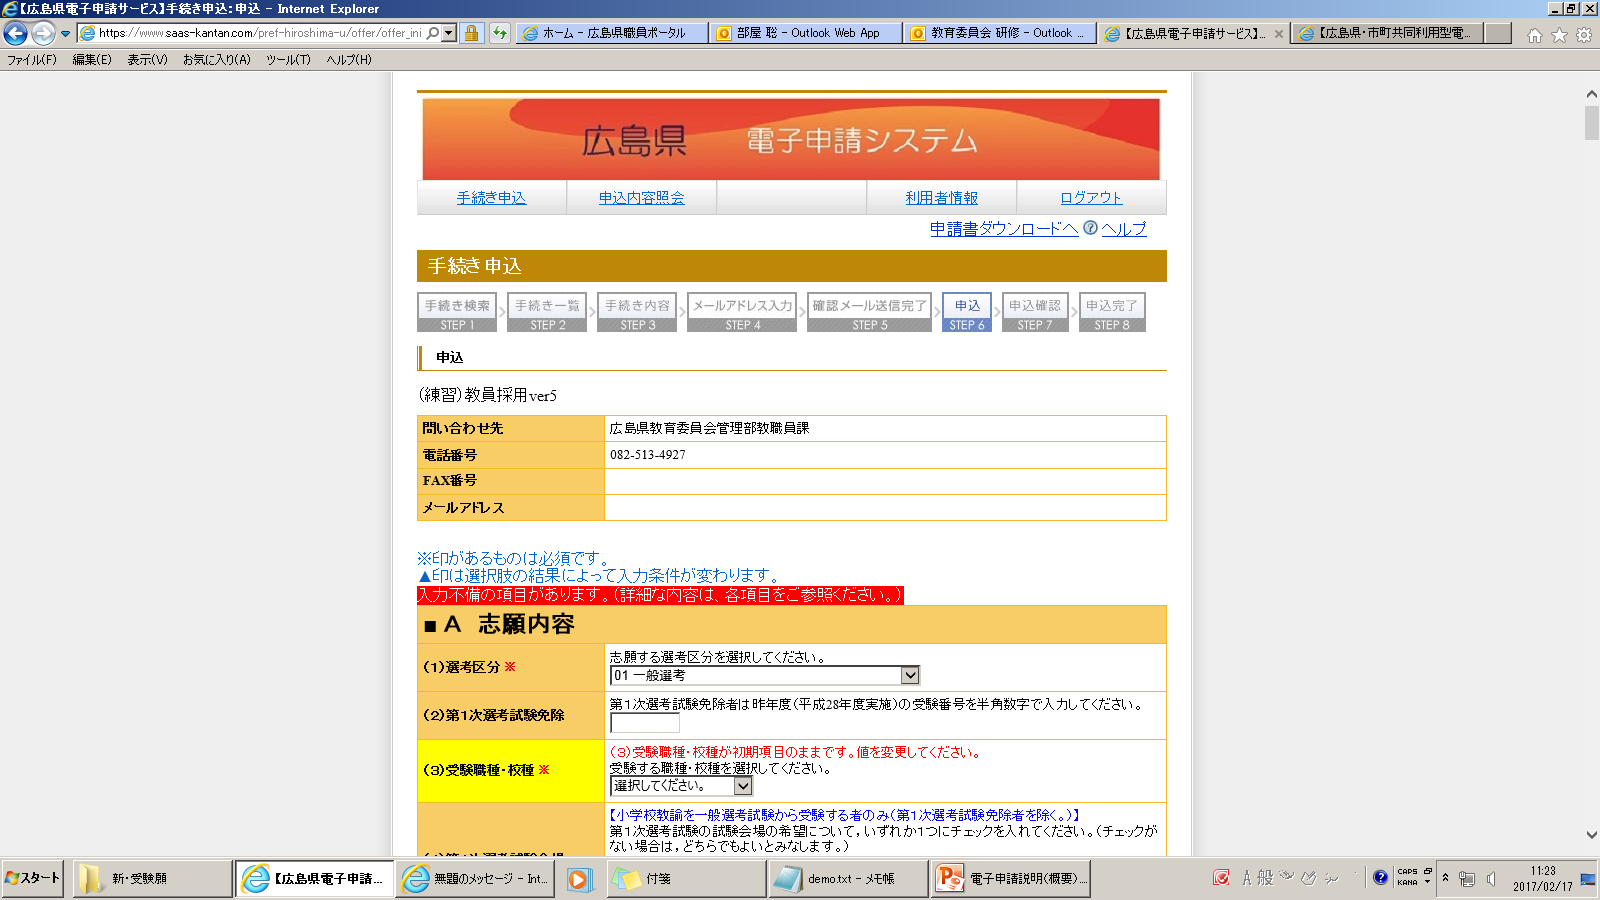 【広島県電子申請サービス】手続き申込: 申込 - Internet Explorer
https://www.saas-kantan.com/pref-hiroshima-u/offer/offer_ini
ホーム - 広島県職員ポータル
部屋 聡 - Outlook Web App
教育委員会 研修 - Outlook ...
【広島県電子申請サービス】...
【広島県・市町共同利用型電...
ファイル(F) 編集(E) 表示(V) お気に入り(A) ツール(T) ヘルプ(H)
広島県 電子申請システム
手続き申込 申込内容照会 利用者情報 ログアウト
申請書ダウンロードへ ? ヘルプ
手続き申込
手続き検索 手続き一覧 手続き内容 メールアドレス入力 確認メール送信完了 申込 申込確認 申込完了
STEP 1 STEP 2 STEP 3 STEP 4 STEP 5 STEP 6 STEP 7 STEP 8
申込
(練習)教員採用ver5
問い合わせ先 広島県教育委員会管理部教職員課
電話番号 082-513-4927
FAX番号
メールアドレス
※印があるものは必須です。
▲印は選択肢の結果によって入力条件が変わります。
入力不備の項目があります。(詳細な内容は、各項目をご参照ください。)
■ A 志願内容
(1)選考区分 ※
志願する選考区分を選択してください。
01 一般選考
(2)第1次選考試験免除
第1次選考試験免除者は昨年度(平成28年度実施)の受験番号を半角数字で入力してください。
(3)受験職種・校種 ※
(3)受験職種・校種が初期項目のままです。値を変更してください。
受験する職種・校種を選択してください。
選択してください。
【小学校教諭を一般選考試験から受験する者のみ(第1次選考試験免除者を除く。)】
第1次選考試験の試験会場の希望について,いずれか1つにチェックを入れてください。(チェックが
ない場合は,どちらでもよいとみなします。)
スタート
新・受験願
【広島県電子申請...
無題のメッセージ - Int...
付箋
demo.txt - メモ帳
電子申請説明(概要)....
A 般
CAPS
KANA
11:23
2017/02/17